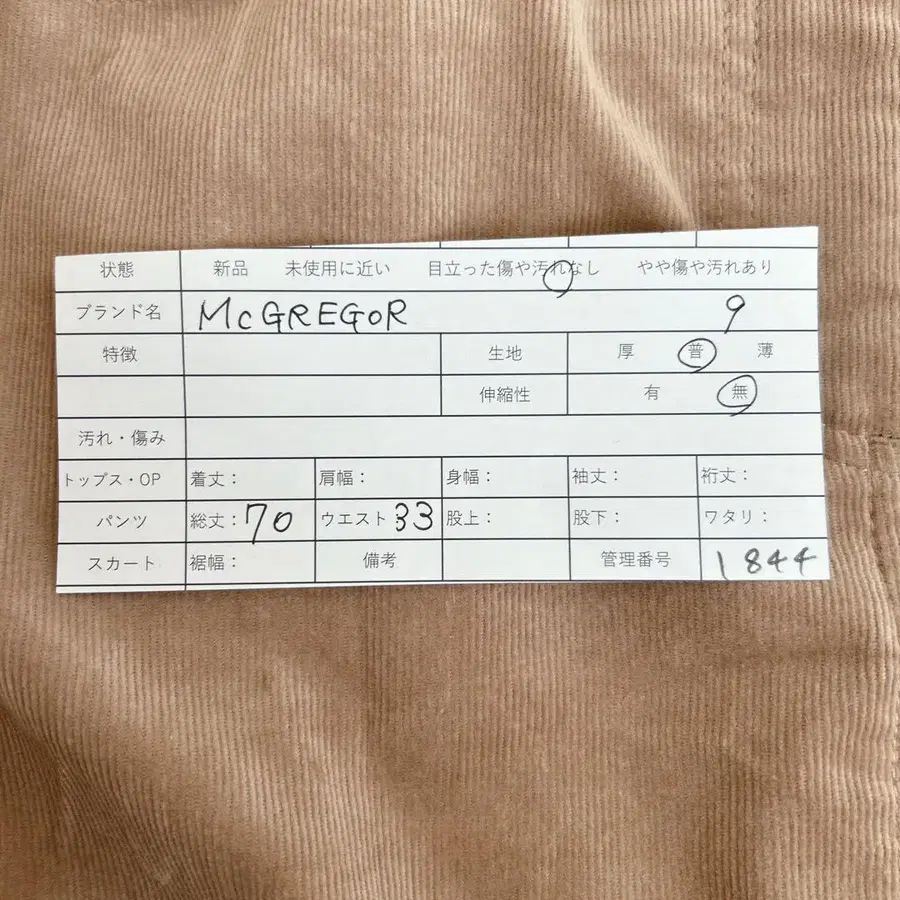 状態 新品 未使用に近い 目立った傷や汚れなし やや傷や汚れあり
ブランド名 McGREGOR 9
特徴 生地 厚 普 薄
伸縮性 有 無
汚れ・傷み
トップス・OP 着丈： 肩幅： 身幅： 袖丈： 裄丈：
パンツ 総丈：70 ウエスト：33 股上： 股下： ワタリ：
スカート 裾幅： 備考 管理番号 1844